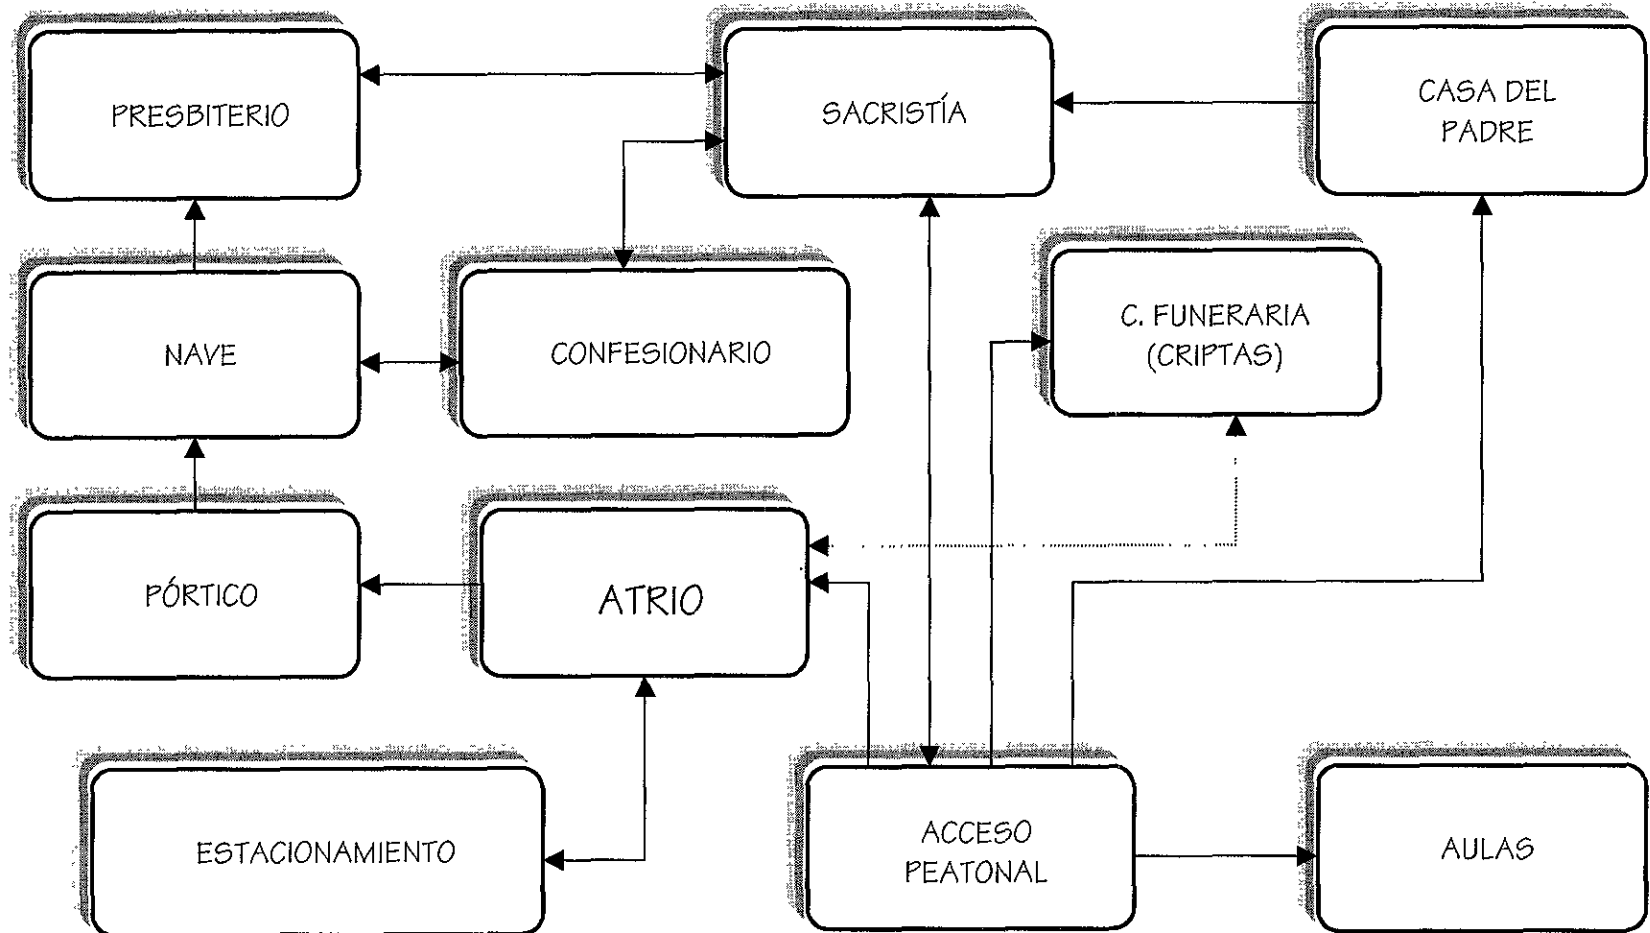 PRESBITERIO
SACRISTÍA
CASA DEL
PADRE
NAVE
CONFESIONARIO
C. FUNERARIA
(CRIPTAS)
PÓRTICO
ATRIO
ESTACIONAMIENTO
ACCESO
PEATONAL
AULAS